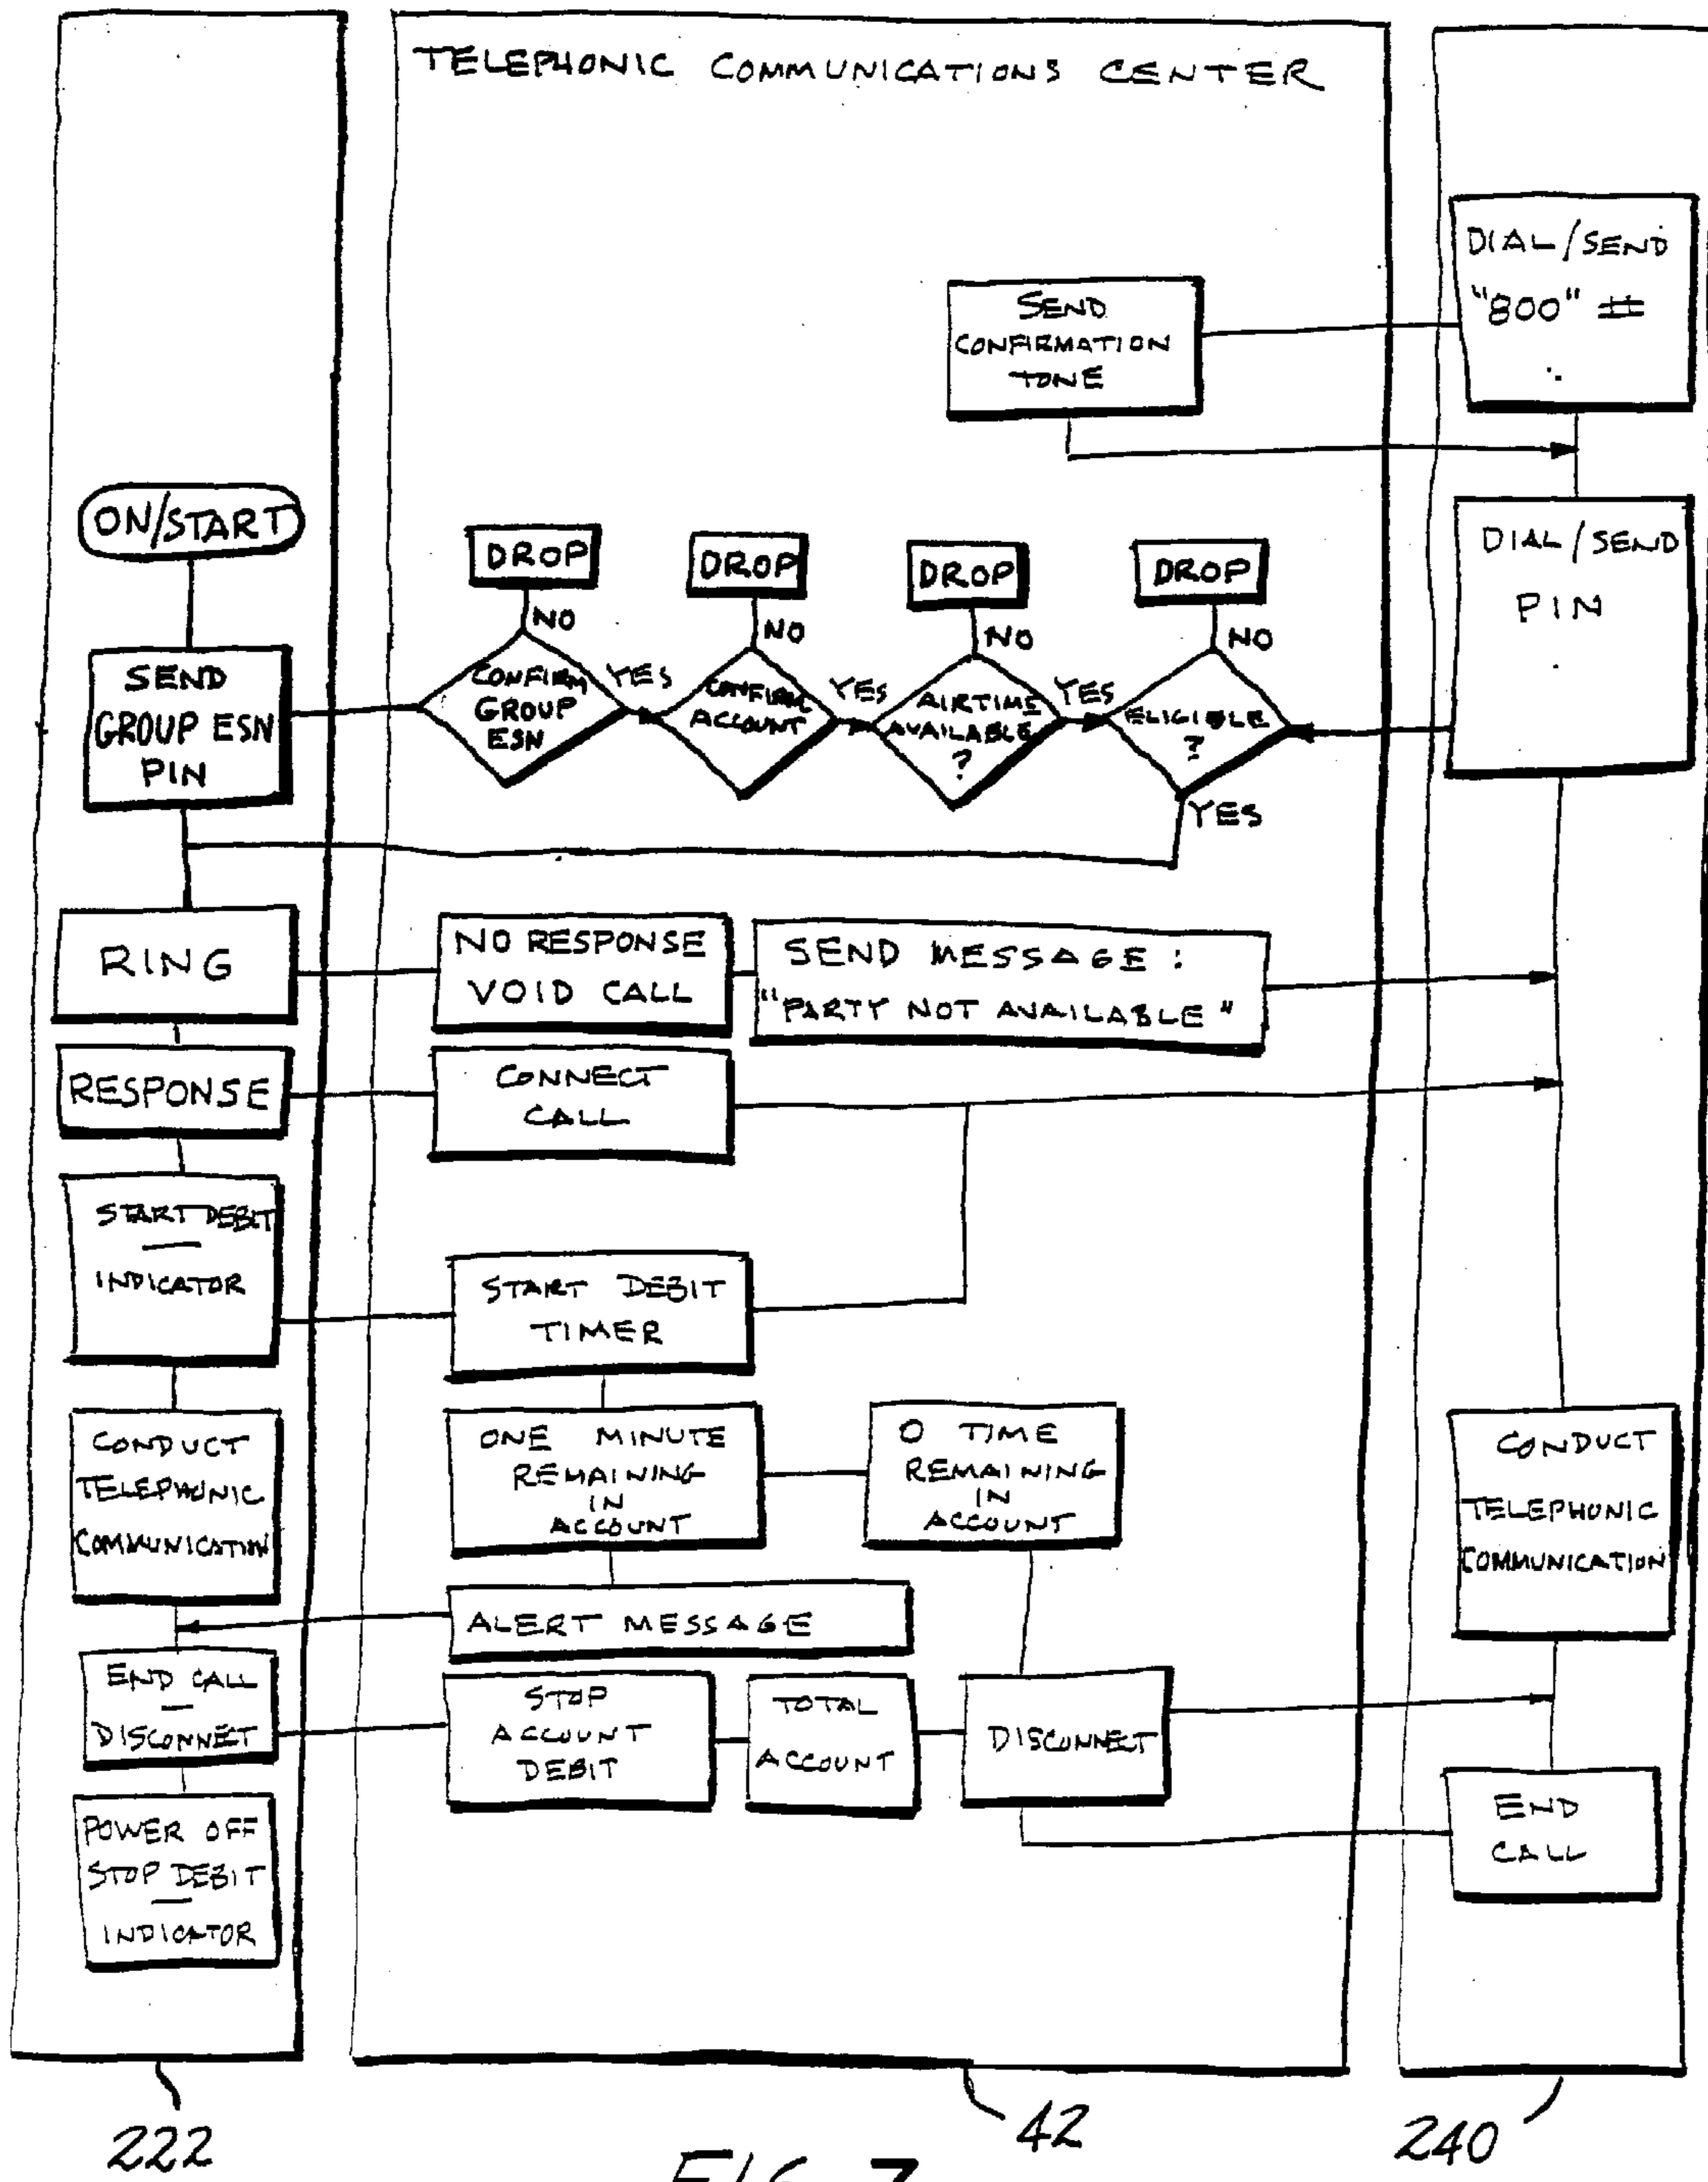 TELEPHONIC COMMUNICATIONS CENTER
DIAL/SEND
"800" #
SEND
CONFIRMATION
TONE
ON/START
DROP
DROP
DROP
DROP
DIAL/SEND
PIN
NO
NO
NO
NO
SEND
GROUP ESN
PIN
CONFIRM
GROUP
ESN
YES
CONFIRM
ACCOUNT
YES
AIRTIME
AVAILABLE
?
YES
ELIGIBLE
?
YES
RING
NO RESPONSE
VOID CALL
SEND MESSAGE:
"PARTY NOT AVAILABLE"
RESPONSE
CONNECT
CALL
START DEBIT
—
INDICATOR
START DEBIT
TIMER
CONDUCT
TELEPHONIC
COMMUNICATION
ONE MINUTE
REMAINING
IN
ACCOUNT
0 TIME
REMAINING
IN
ACCOUNT
CONDUCT
TELEPHONIC
COMMUNICATION
ALERT MESSAGE
END CALL
—
DISCONNECT
STOP
ACCOUNT
DEBIT
TOTAL
ACCOUNT
DISCONNECT
POWER OFF
STOP DEBIT
—
INDICATOR
END
CALL
222
42
240
FIG. 7